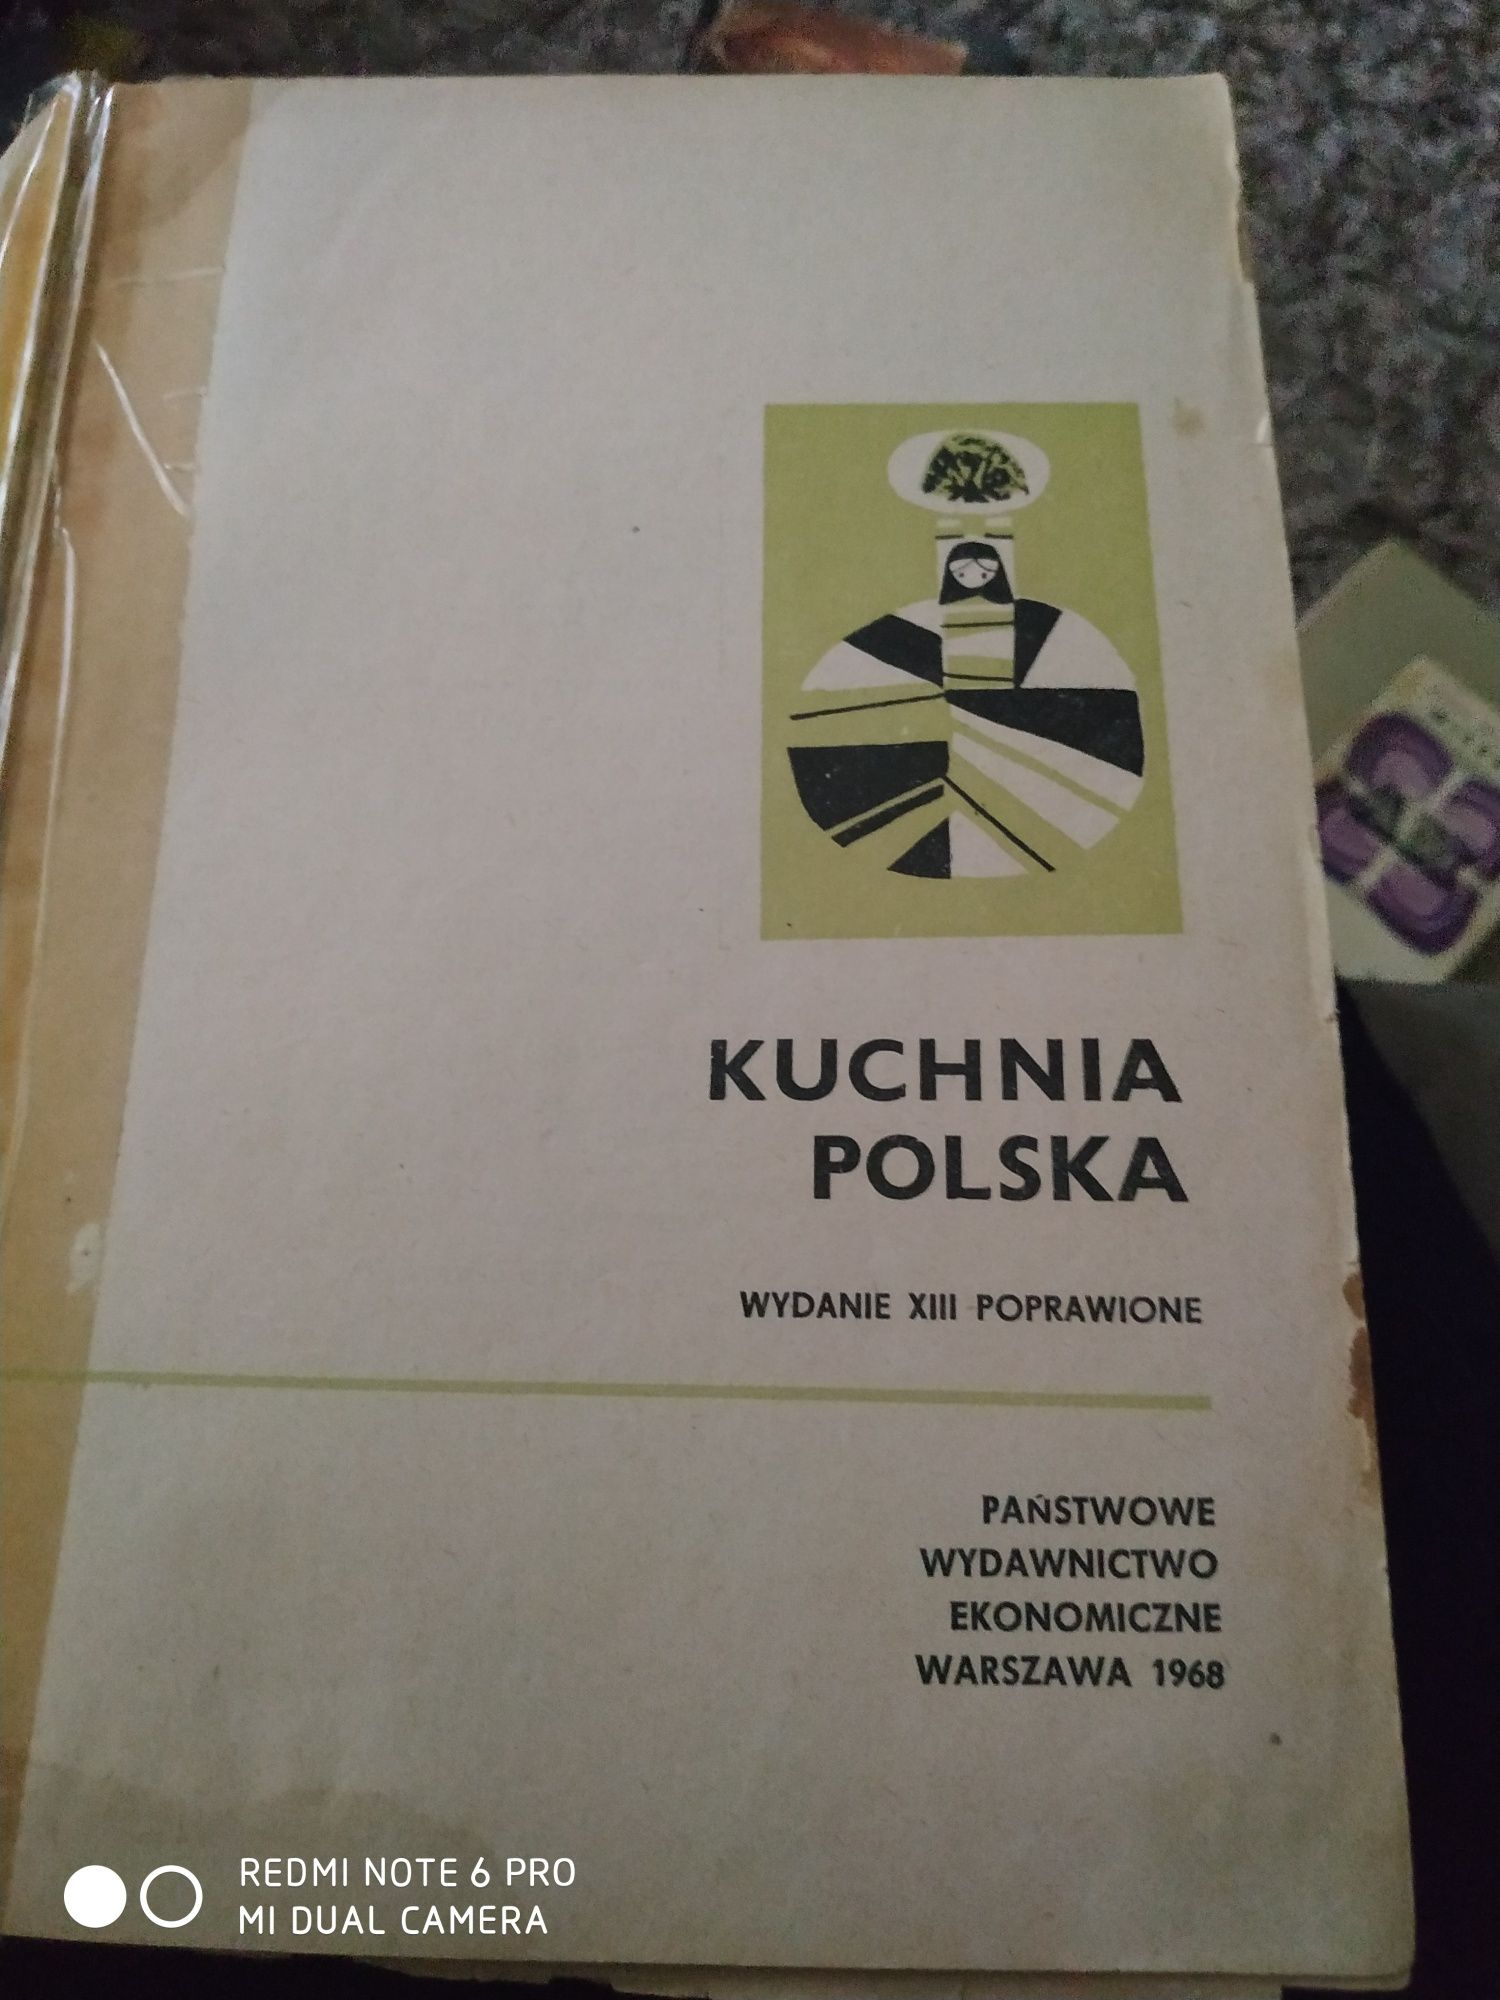 KUCHNIA
POLSKA
WYDANIE XIII POPRAWIONE
PAŃSTWOWE
WYDAWNICTWO
EKONOMICZNE
WARSZAWA 1968
REDMI NOTE 6 PRO
MI DUAL CAMERA